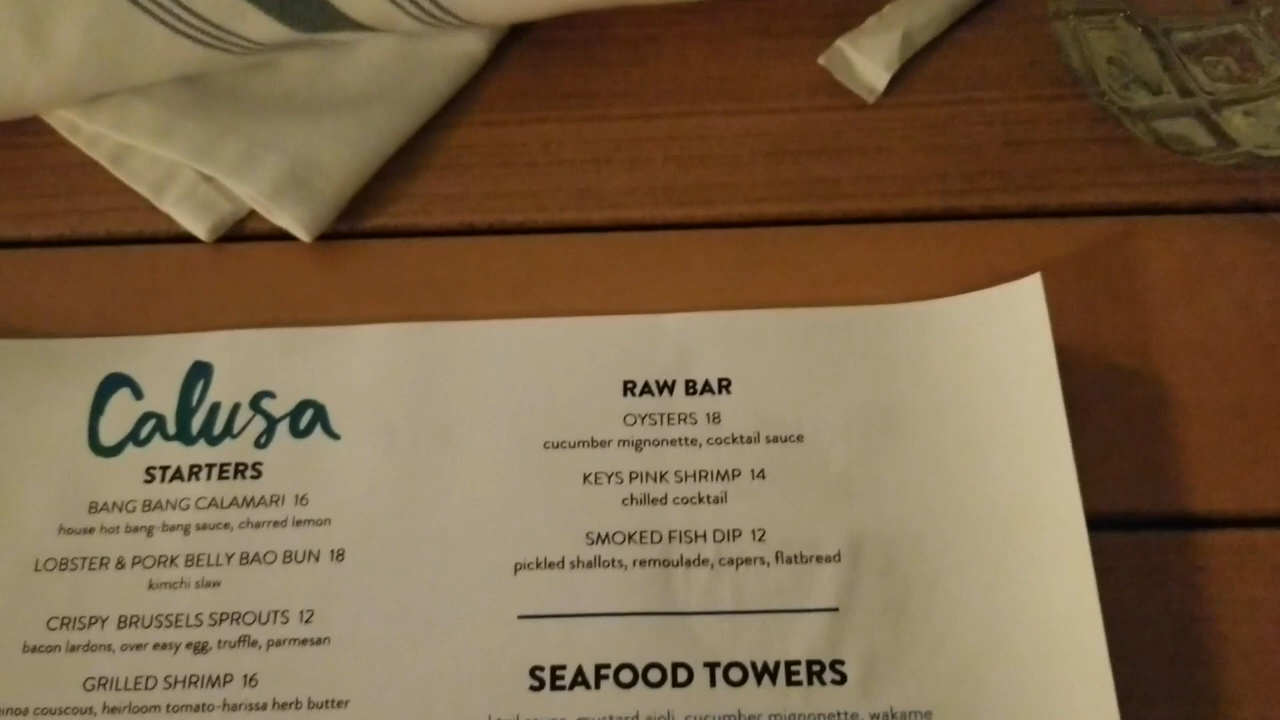 Calusa
STARTERS
BANG BANG CALAMARI 16
house hot bang-bang sauce, charred lemon
LOBSTER & PORK BELLY BAO BUN 18
kimchi slaw
CRISPY BRUSSELS SPROUTS 12
bacon lardons, over easy egg, truffle, parmesan
GRILLED SHRIMP 16
couscous, heirloom tomato-harissa herb butter
RAW BAR
OYSTERS 18
cucumber mignonette, cocktail sauce
KEYS PINK SHRIMP 14
chilled cocktail
SMOKED FISH DIP 12
pickled shallots, remoulade, capers, flatbread
SEAFOOD TOWERS
mustard aioli, cucumber mignonette, wakame